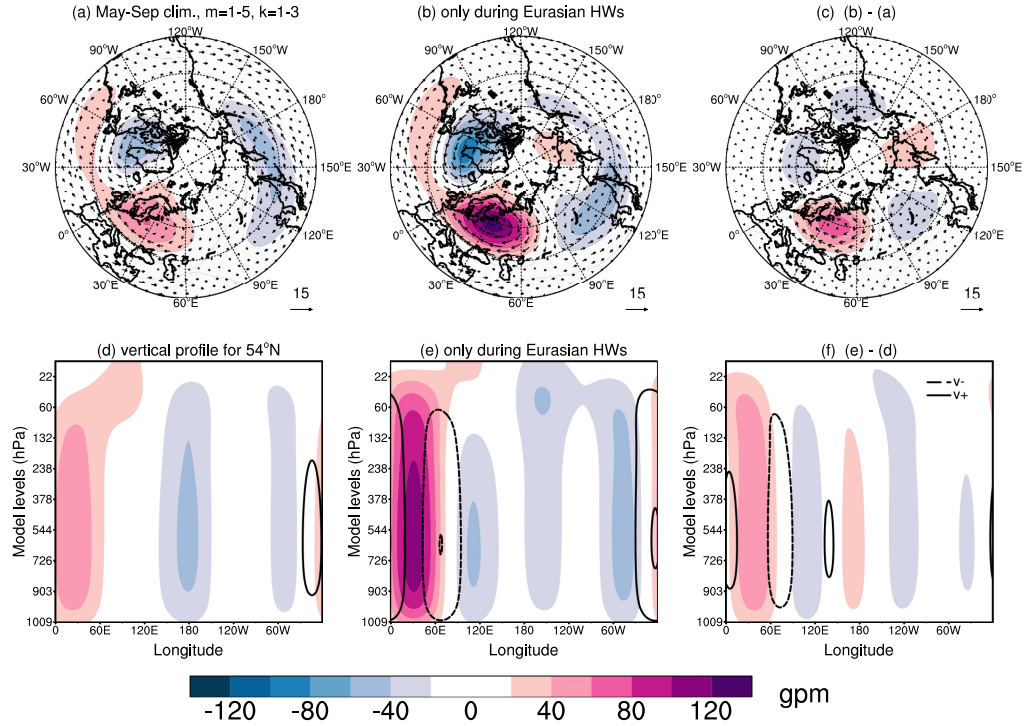 (a) May-Sep clim., m=1-5, k=1-3
(b) only during Eurasian HWs
(c) (b) - (a)
120°W
90°W
150°W
60°W
180°
30°W
150°E
0°
120°E
30°E
90°E
60°E
15
120°W
90°W
150°W
60°W
180°
30°W
150°E
0°
120°E
30°E
90°E
60°E
15
120°W
90°W
150°W
60°W
180°
30°W
150°E
0°
120°E
30°E
90°E
60°E
15
(d) vertical profile for 54°N
(e) only during Eurasian HWs
(f) (e) - (d)
Model levels (hPa)
22
60
132
238
378
544
726
903
1009
0 60E 120E 180 120W 60W
Longitude
Model levels (hPa)
22
60
132
238
378
544
726
903
1009
0 60E 120E 180 120W 60W
Longitude
Model levels (hPa)
22
60
132
238
378
544
726
903
1009
0 60E 120E 180 120W 60W
Longitude
v-
v+
-120 -80 -40 0 40 80 120
gpm